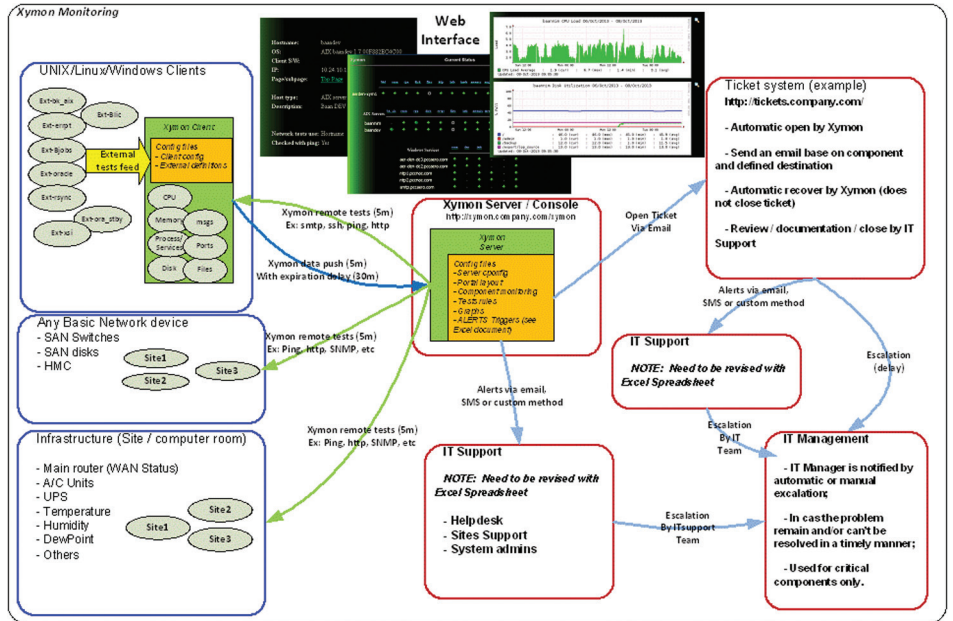 Xymon Monitoring
Web
Interface
UNIX/Linux/Windows Clients
Ext-bk_aix
Ext-Blic
Ext-errpt
Ext-Bjobs
Ext-oracle
Ext-rsync
Ext-ora_stby
External
tests feed
Xymon Client
Config files
- Client config
- External definitions
CPU
Memory
msgs
Process/
Services
Ports
Disk
Files
Xymon remote tests (5m)
Ex: smtp, ssh, ping, http
Xymon data push (5m)
With expiration delay (30m)
Xymon Server / Console
http://xymon.company.com/xymon
Xymon
Server
Config files
- Server cponfig
- Portal layout
- Component monitoring
- Tests rules
- Graphs
- ALERTS Triggers (see
Excel document)
Open Ticket
Via Email
Ticket system (example)
http://tickets.company.com/
- Automatic open by Xymon
- Send an email base on component
and defined destination
- Automatic recover by Xymon (does
not close ticket)
- Review / documentation / close by IT
Support
Any Basic Network device
- SAN Switches
- SAN disks
- HMC
Site1
Site2
Site3
Xymon remote tests (5m)
Ex: Ping, http, SNMP, etc
Alerts via email,
SMS or custom method
IT Support
NOTE: Need to be revised with
Excel Spreadsheet
Escalation
(delay)
Alerts via email,
SMS or custom method
Xymon remote tests (5m)
Ex: Ping, http, SNMP, etc
Infrastructure (Site / computer room)
- Main router (WAN Status)
- A/C Units
- UPS
- Temperature
- Humidity
- DewPoint
- Others
Site1
Site2
Site3
IT Support
NOTE: Need to be revised with
Excel Spreadsheet
- Helpdesk
- Sites Support
- System admins
Escalation
By IT
Team
Escalation
By ITsupport
Team
IT Management
- IT Manager is notified by
automatic or manual
excalation;
- In cas the problem
remain and/or can't be
resolved in a timely manner;
- Used for critical
components only.